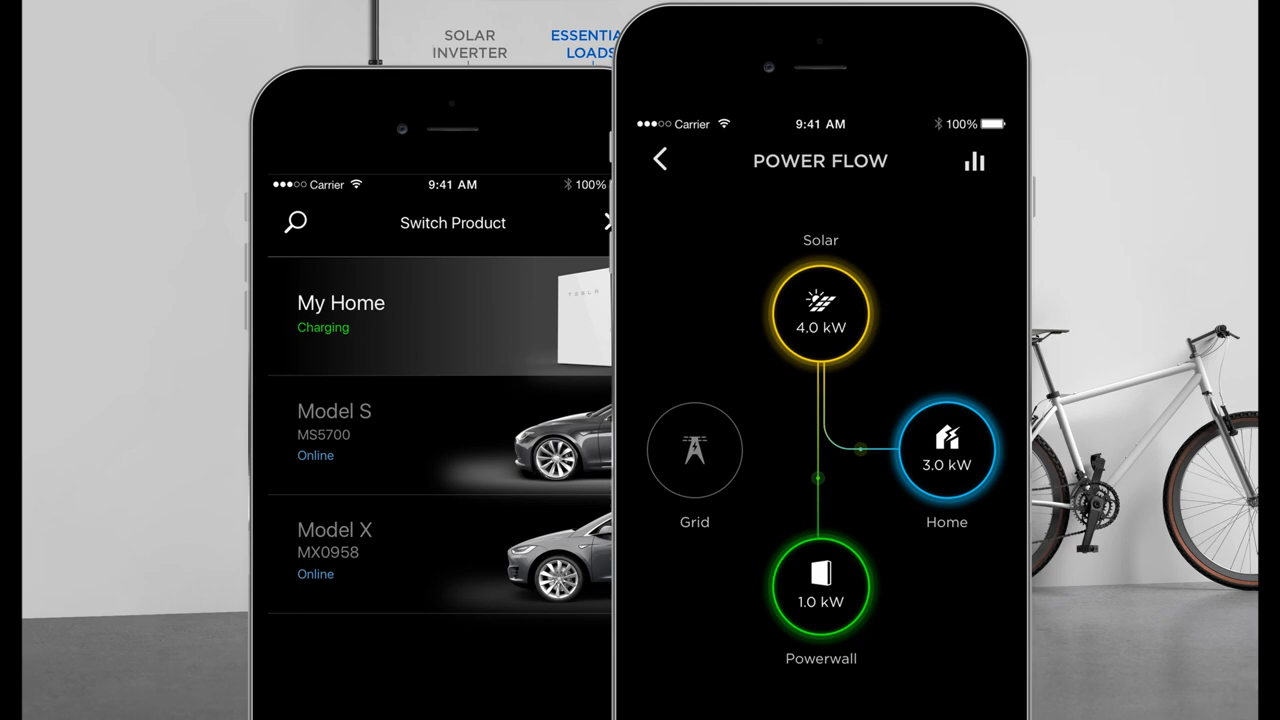 SOLAR
INVERTER
ESSENTIA
LOADS
Carrier
9:41 AM
100%
Switch Product
My Home
Charging
TESLA
Model S
MS5700
Online
Model X
MX0958
Online
Carrier
9:41 AM
100%
POWER FLOW
Solar
4.0 kW
Grid
3.0 kW
Home
1.0 kW
Powerwall